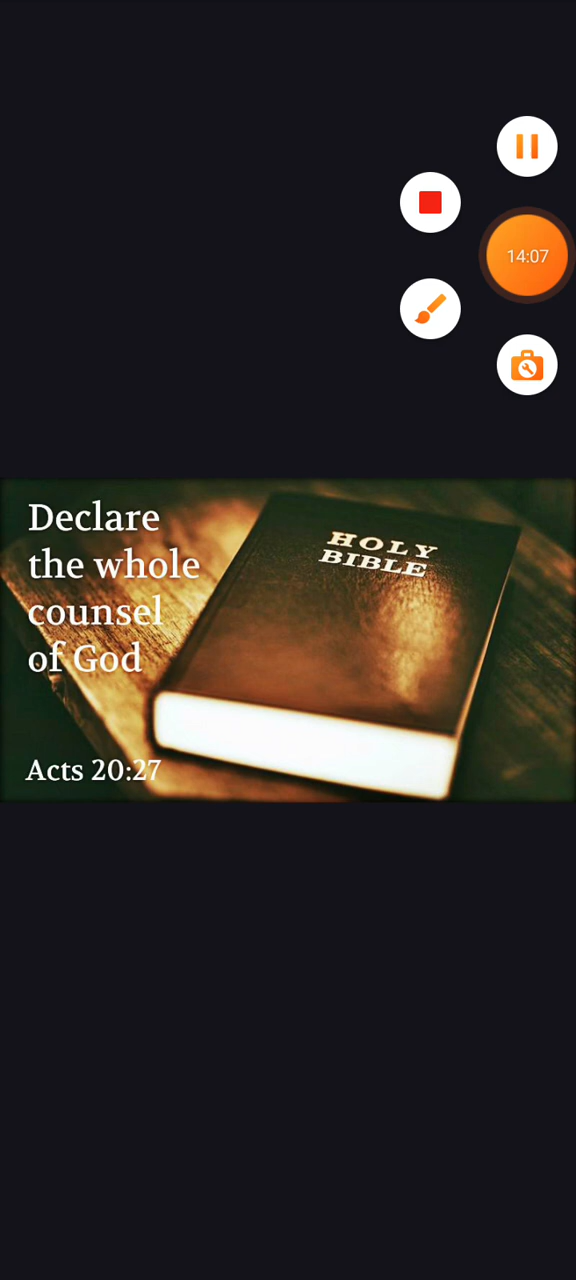 14:07
Declare
the whole
counsel
of God
HOLY
BIBLE
Acts 20:27